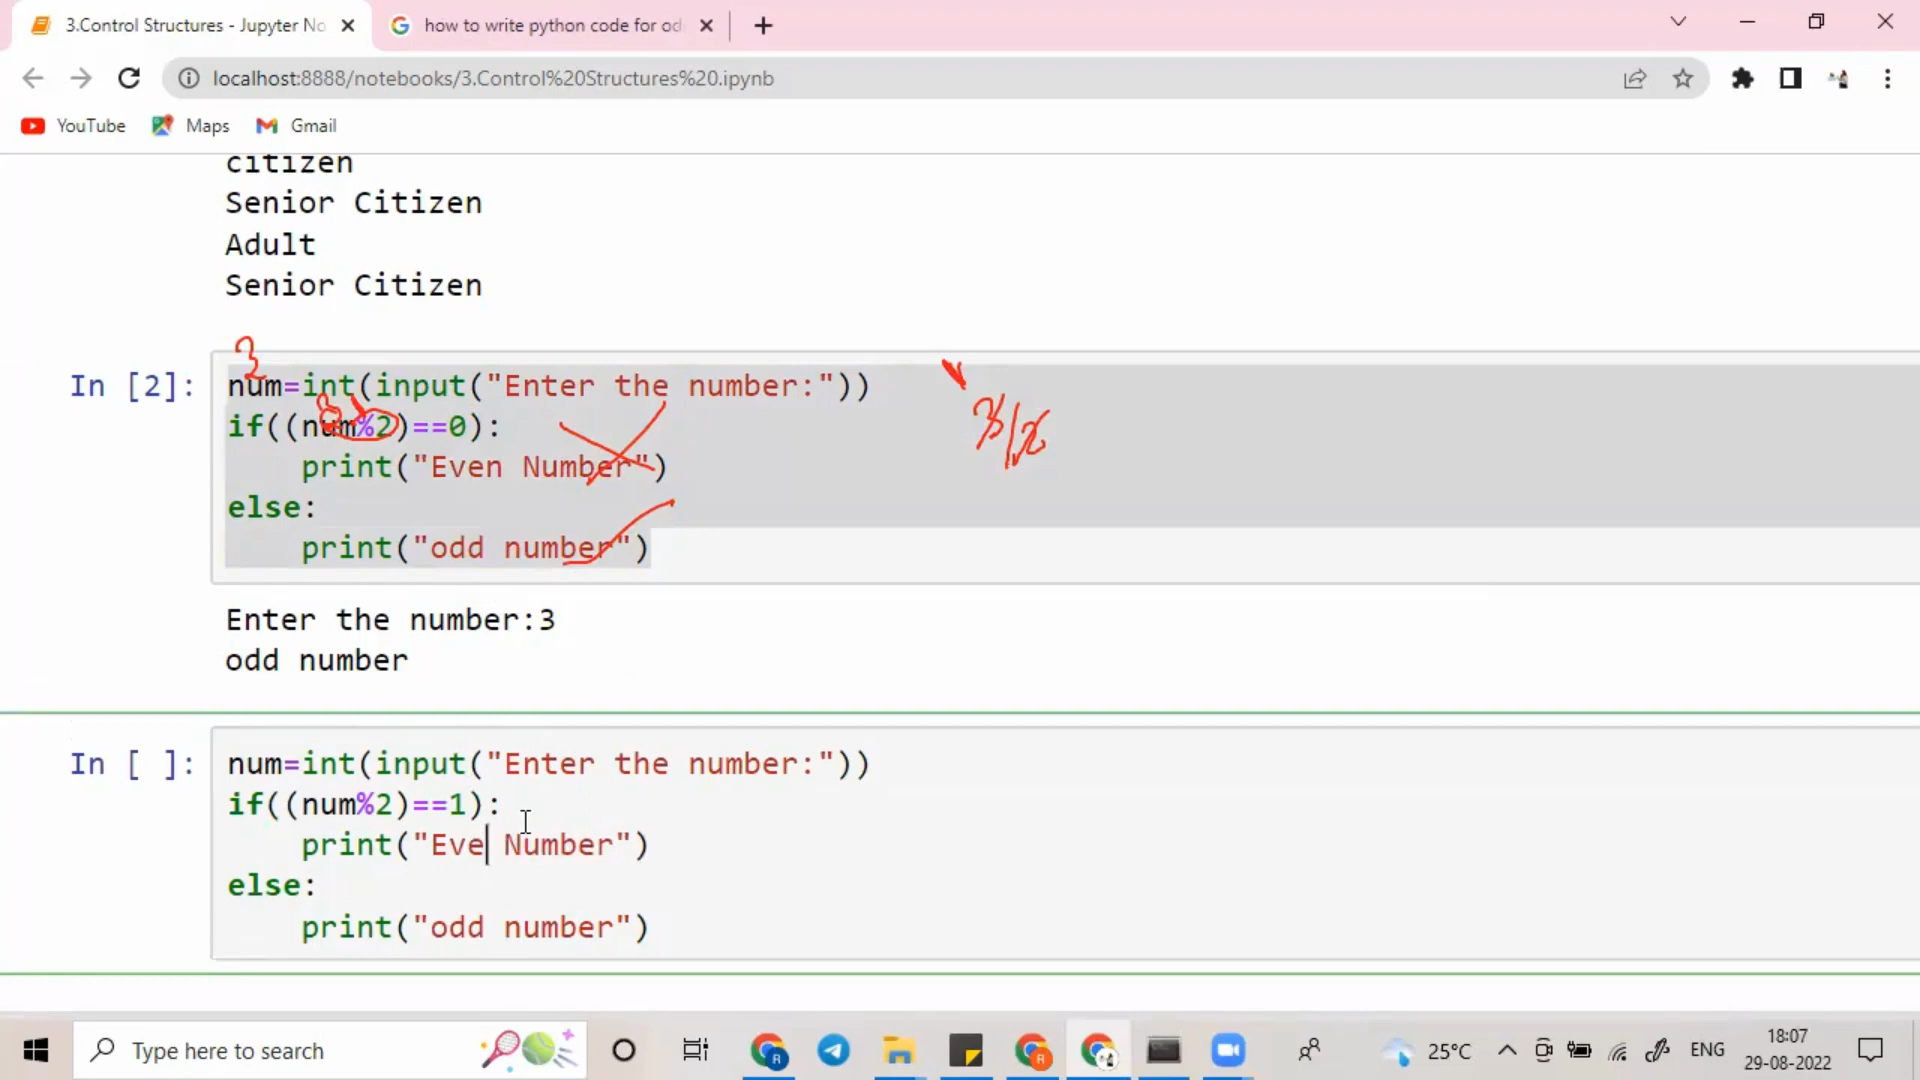 3.Control Structures - Jupyter No
how to write python code for od
localhost:8888/notebooks/3.Control%20Structures%20.ipynb
YouTube
Maps
Gmail
citizen
Senior Citizen
Adult
Senior Citizen
3
In [2]:
num=int(input("Enter the number:"))
if((num%2)==0):
print("Even Number")
else:
print("odd number")
3/2
Enter the number:3
odd number
In [ ]:
num=int(input("Enter the number:"))
if((num%2)==1):
print("Eve Number")
else:
print("odd number")
Type here to search
25°C
ENG
18:07
29-08-2022